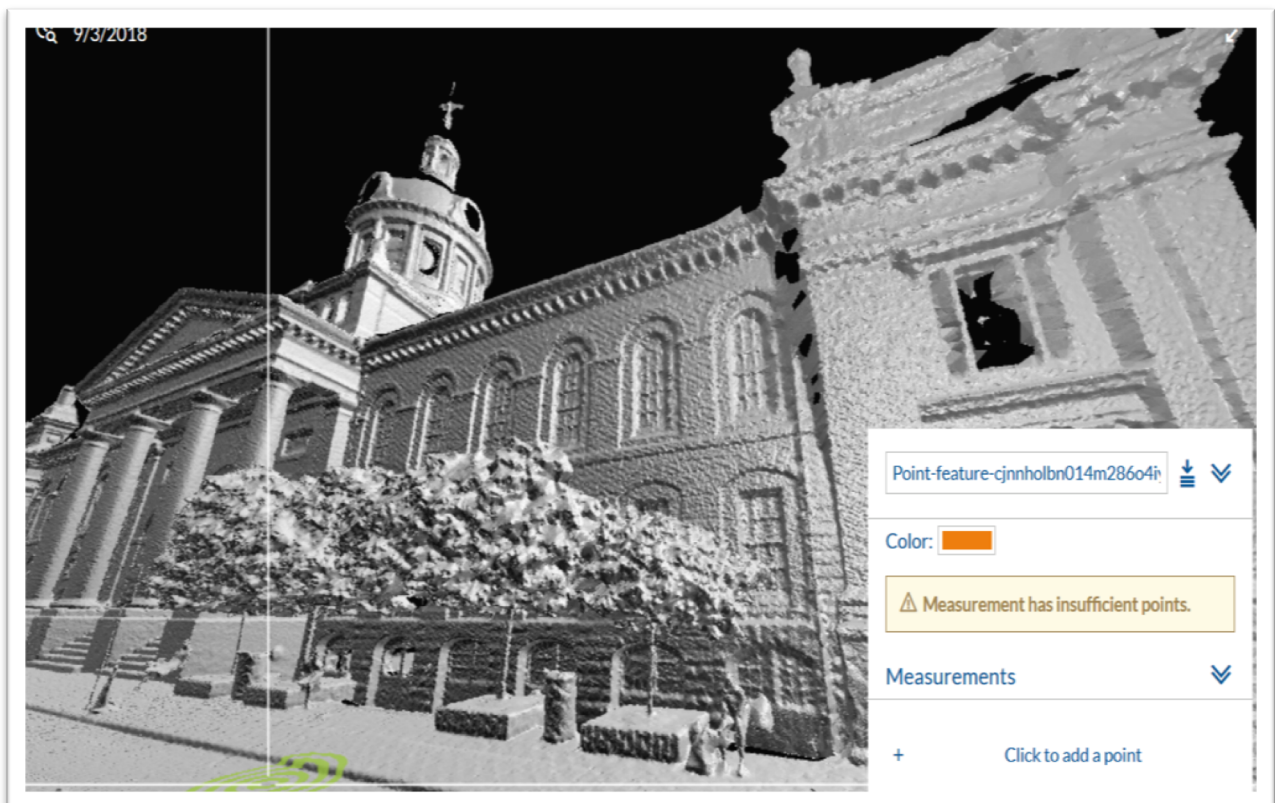 9/3/2018
Point-feature-cjnnholbn014m286o4i
Color:
⚠ Measurement has insufficient points.
Measurements
+ Click to add a point